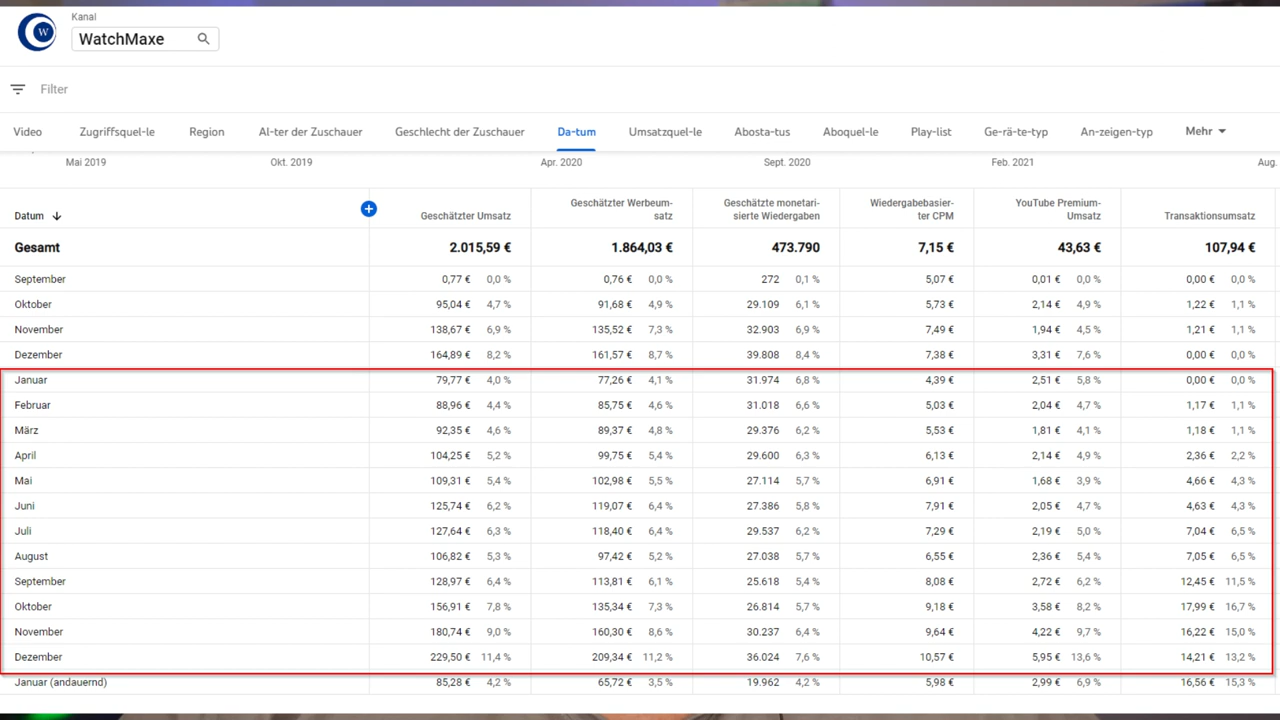 Kanal
W
WatchMaxe
Filter
Video Zugriffsquel-le Region Al-ter der Zuschauer Geschlecht der Zuschauer Da-tum Umsatzquel-le Abosta-tus Aboquel-le Play-list Ge-rä-te-typ An-zeigen-typ Mehr
Mai 2019 Okt. 2019 Apr. 2020 Sept. 2020 Feb. 2021 Aug.
Datum Geschätzter Umsatz Geschätzter Werbeum-satz Geschätzte monetari-sierte Wiedergaben Wiedergabebasier-ter CPM YouTube Premium-Umsatz Transaktionsumsatz
Gesamt 2.015,59 € 1.864,03 € 473.790 7,15 € 43,63 € 107,94 €
September 0,77 € 0,0 % 0,76 € 0,0 % 272 0,1 % 5,07 € 0,01 € 0,0 % 0,00 € 0,0 %
Oktober 95,04 € 4,7 % 91,68 € 4,9 % 29.109 6,1 % 5,73 € 2,14 € 4,9 % 1,22 € 1,1 %
November 138,67 € 6,9 % 135,52 € 7,3 % 32.903 6,9 % 7,49 € 1,94 € 4,5 % 1,21 € 1,1 %
Dezember 164,89 € 8,2 % 161,57 € 8,7 % 39.808 8,4 % 7,38 € 3,31 € 7,6 % 0,00 € 0,0 %
Januar 79,77 € 4,0 % 77,26 € 4,1 % 31.974 6,8 % 4,39 € 2,51 € 5,8 % 0,00 € 0,0 %
Februar 88,96 € 4,4 % 85,75 € 4,6 % 31.018 6,6 % 5,03 € 2,04 € 4,7 % 1,17 € 1,1 %
März 92,35 € 4,6 % 89,37 € 4,8 % 29.376 6,2 % 5,53 € 1,81 € 4,1 % 1,18 € 1,1 %
April 104,25 € 5,2 % 99,75 € 5,4 % 29.600 6,3 % 6,13 € 2,14 € 4,9 % 2,36 € 2,2 %
Mai 109,31 € 5,4 % 102,98 € 5,5 % 27.114 5,7 % 6,91 € 1,68 € 3,9 % 4,66 € 4,3 %
Juni 125,74 € 6,2 % 119,07 € 6,4 % 27.386 5,8 % 7,91 € 2,05 € 4,7 % 4,63 € 4,3 %
Juli 127,64 € 6,3 % 118,40 € 6,4 % 29.537 6,2 % 7,29 € 2,19 € 5,0 % 7,04 € 6,5 %
August 106,82 € 5,3 % 97,42 € 5,2 % 27.038 5,7 % 6,55 € 2,36 € 5,4 % 7,05 € 6,5 %
September 128,97 € 6,4 % 113,81 € 6,1 % 25.618 5,4 % 8,08 € 2,72 € 6,2 % 12,45 € 11,5 %
Oktober 156,91 € 7,8 % 135,34 € 7,3 % 26.814 5,7 % 9,18 € 3,58 € 8,2 % 17,99 € 16,7 %
November 180,74 € 9,0 % 160,30 € 8,6 % 30.237 6,4 % 9,64 € 4,22 € 9,7 % 16,22 € 15,0 %
Dezember 229,50 € 11,4 % 209,34 € 11,2 % 36.024 7,6 % 10,57 € 5,95 € 13,6 % 14,21 € 13,2 %
Januar (andauernd) 85,28 € 4,2 % 65,72 € 3,5 % 19.962 4,2 % 5,98 € 2,99 € 6,9 % 16,56 € 15,3 %